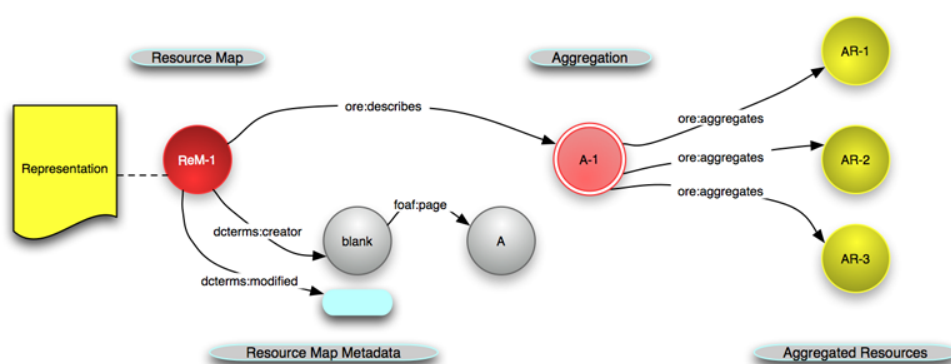 Resource Map
Aggregation
AR-1
ore:describes
ore:aggregates
Representation
ReM-1
A-1
ore:aggregates
AR-2
ore:aggregates
foaf:page
dcterms:creator
blank
A
AR-3
dcterms:modified
Resource Map Metadata
Aggregated Resources